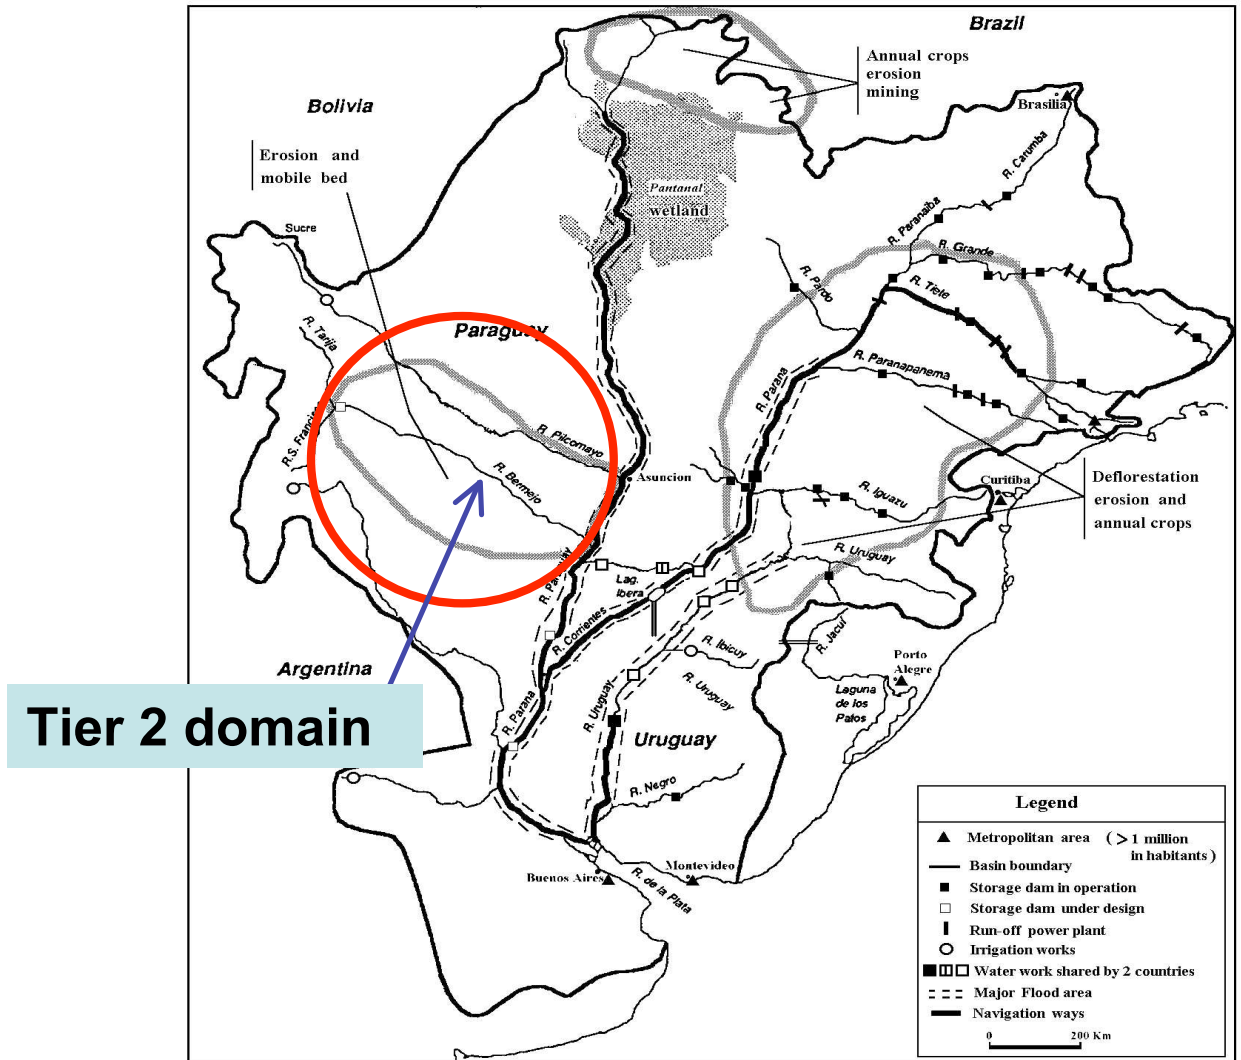 Brazil
Annual crops
erosion
mining
Bolivia
Brasilia
Erosion and
mobile bed
R. Carumba
Pantanal
wetland
R. Paranaiba
Sucre
R. Grande
R. Pardo
R. Tiete
R. Tarija
Paraguay
R. Paranapanema
R. Parana
R.S. Francisco
R. Pilcomayo
R. Bermejo
Asuncion
Curitiba
Deflorestation
erosion and
annual crops
R. Iguazu
R. Uruguay
R. Paraguay
Lag.
Ibera
R. Corrientes
R. Ibicuy
R. Jacuí
Porto
Alegre
Argentina
R. Uruguay
R. Uruguay
Laguna
de los
Patos
R. Parana
Tier 2 domain
Uruguay
R. Negro
Montevideo
Buenos Aires
R. de la Plata
Legend
Metropolitan area ( > 1 million
in habitants )
Basin boundary
Storage dam in operation
Storage dam under design
Run-off power plant
Irrigation works
Water work shared by 2 countries
Major Flood area
Navigation ways
0 200 Km